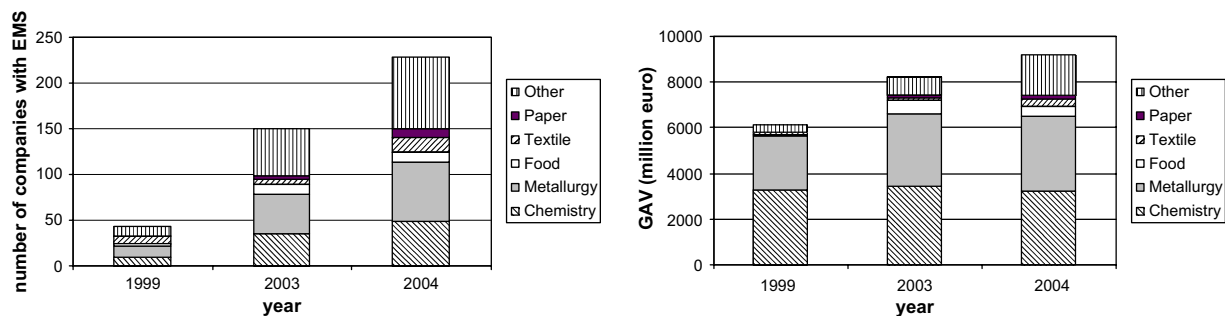 number of companies with EMS
250
200
150
100
50
0
1999
2003
2004
year
Other
Paper
Textile
Food
Metallurgy
Chemistry
GAV (million euro)
10000
8000
6000
4000
2000
0
1999
2003
2004
year
Other
Paper
Textile
Food
Metallurgy
Chemistry